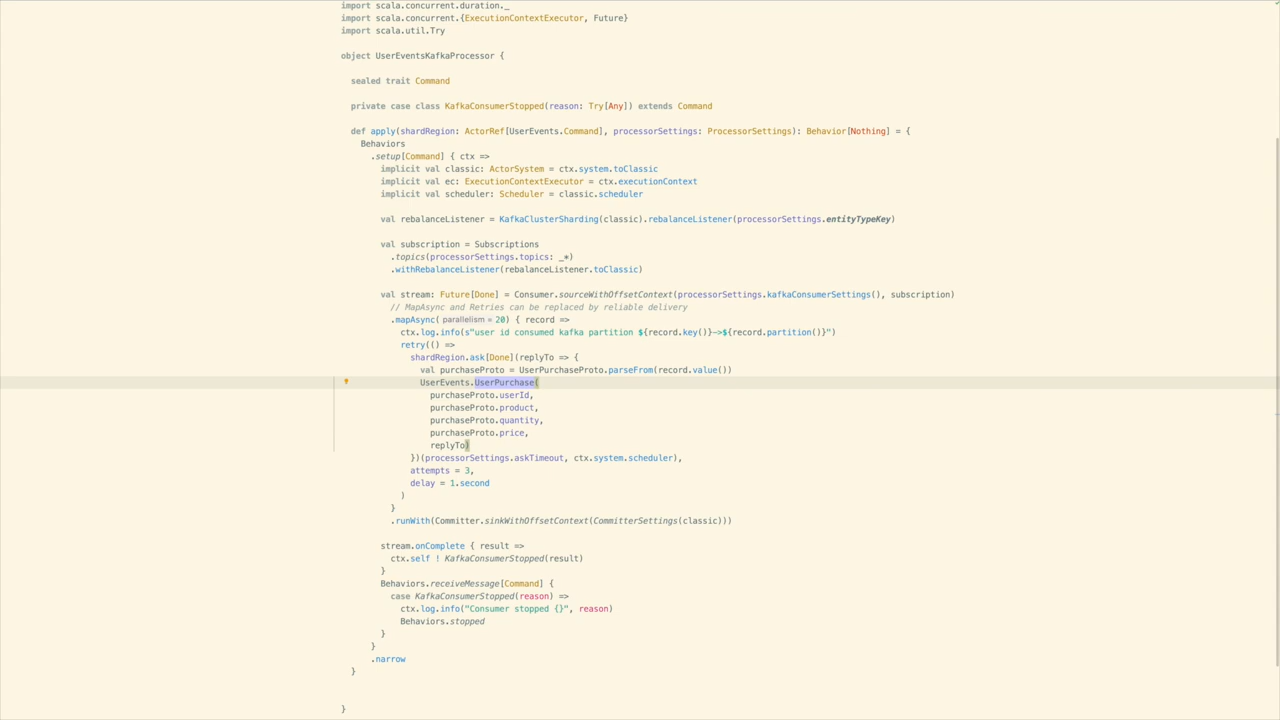 import scala.concurrent.duration._
import scala.concurrent.{ExecutionContextExecutor, Future}
import scala.util.Try
object UserEventsKafkaProcessor {
sealed trait Command
private case class KafkaConsumerStopped(reason: Try[Any]) extends Command
def apply(shardRegion: ActorRef[UserEvents.Command], processorSettings: ProcessorSettings): Behavior[Nothing] = {
Behaviors
.setup[Command] { ctx =>
implicit val classic: ActorSystem = ctx.system.toClassic
implicit val ec: ExecutionContextExecutor = ctx.executionContext
implicit val scheduler: Scheduler = classic.scheduler
val rebalanceListener = KafkaClusterSharding(classic).rebalanceListener(processorSettings.entityTypeKey)
val subscription = Subscriptions
.topics(processorSettings.topics: _*)
.withRebalanceListener(rebalanceListener.toClassic)
val stream: Future[Done] = Consumer.sourceWithOffsetContext(processorSettings.kafkaConsumerSettings(), subscription)
// MapAsync and Retries can be replaced by reliable delivery
.mapAsync( parallelism = 20) { record =>
ctx.log.info(s"user id consumed kafka partition ${record.key()}->${record.partition()}")
retry(() =>
shardRegion.ask[Done](replyTo => {
val purchaseProto = UserPurchaseProto.parseFrom(record.value())
UserEvents.UserPurchase(
purchaseProto.userId,
purchaseProto.product,
purchaseProto.quantity,
purchaseProto.price,
replyTo)
})(processorSettings.askTimeout, ctx.system.scheduler),
attempts = 3,
delay = 1.second
)
}
.runWith(Committer.sinkWithOffsetContext(CommitterSettings(classic)))
stream.onComplete { result =>
ctx.self ! KafkaConsumerStopped(result)
}
Behaviors.receiveMessage[Command] {
case KafkaConsumerStopped(reason) =>
ctx.log.info("Consumer stopped {}", reason)
Behaviors.stopped
}
}
.narrow
}
}